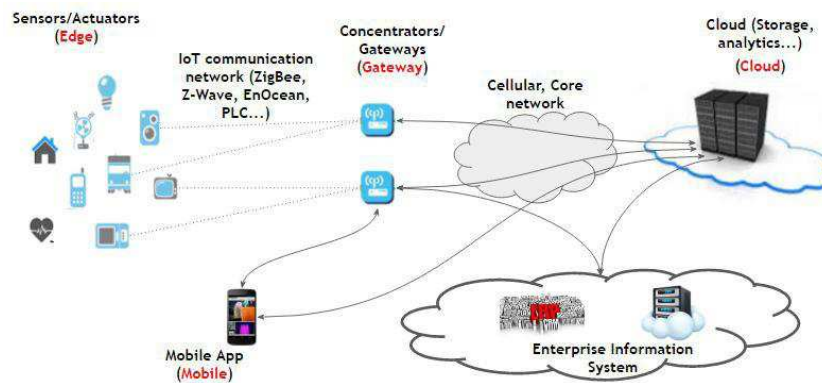 Sensors/Actuators
(Edge)
IoT communication
network (ZigBee,
Z-Wave, EnOcean,
PLC...)
Concentrators/
Gateways
(Gateway)
Cellular, Core
network
Cloud (Storage,
analytics...)
(Cloud)
Mobile App
(Mobile)
ERP
Enterprise Information
System